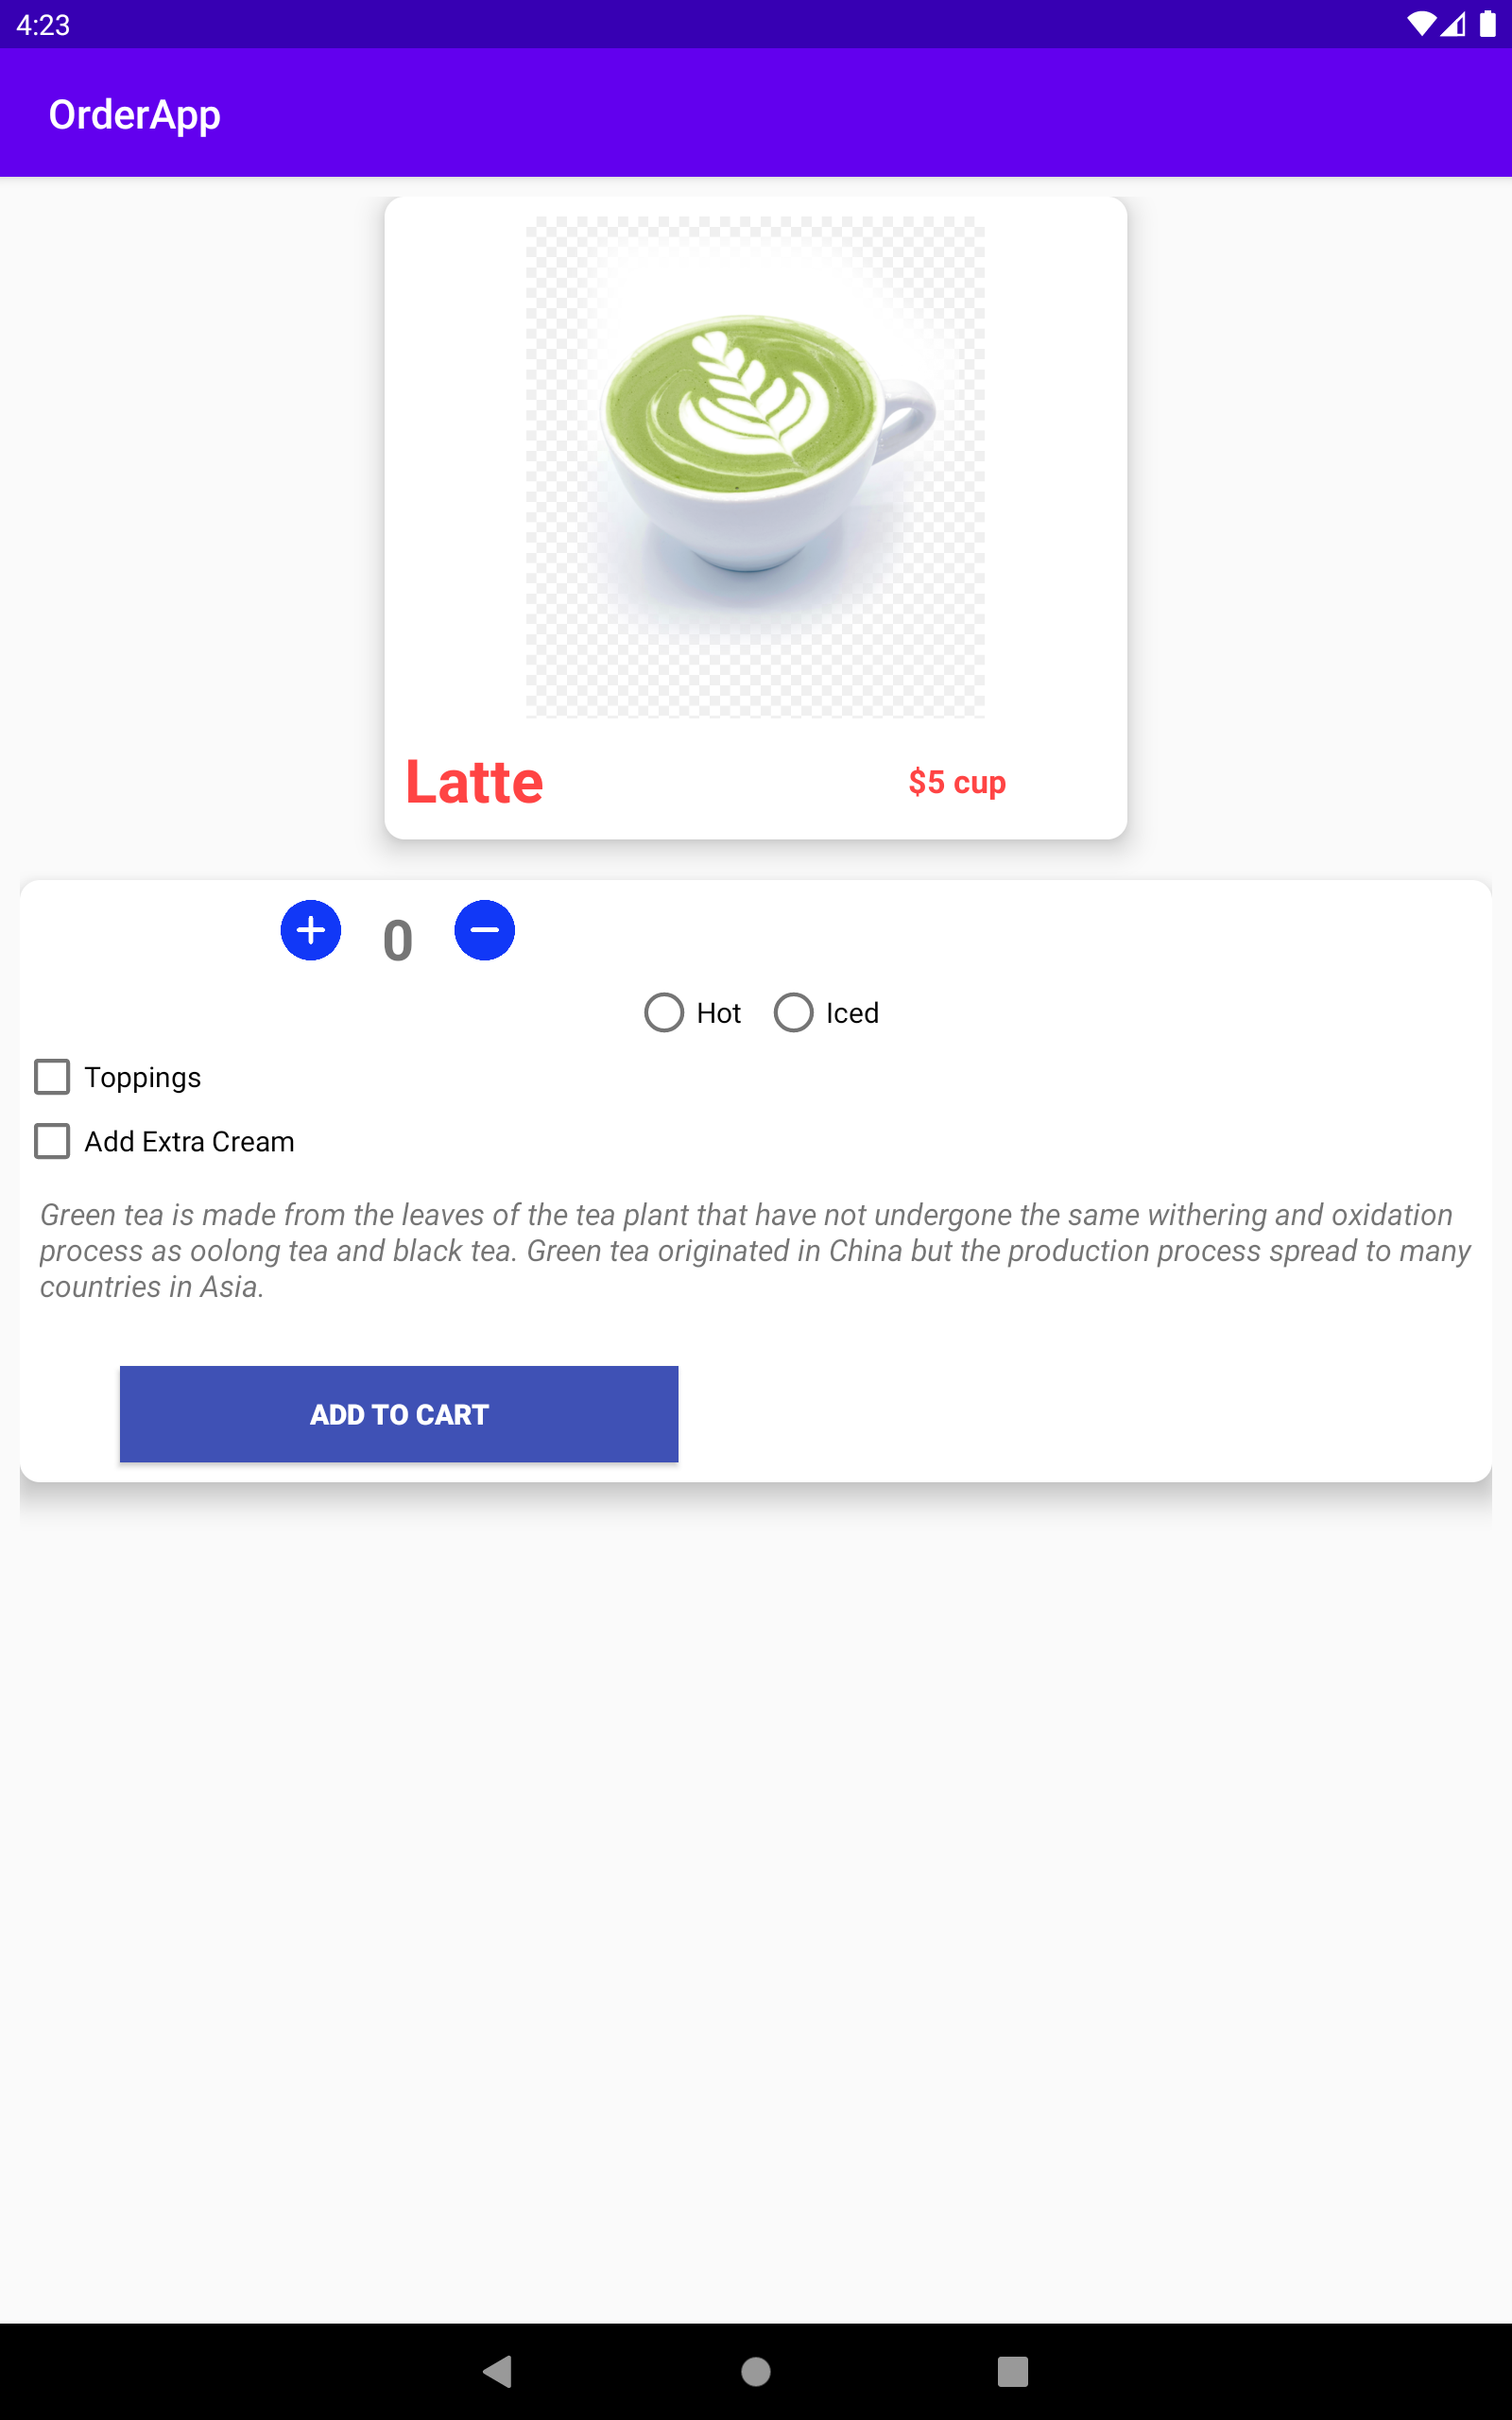 4:23
OrderApp
Latte
$5 cup
0
Hot
Iced
Toppings
Add Extra Cream
Green tea is made from the leaves of the tea plant that have not undergone the same withering and oxidation
process as oolong tea and black tea. Green tea originated in China but the production process spread to many
countries in Asia.
ADD TO CART